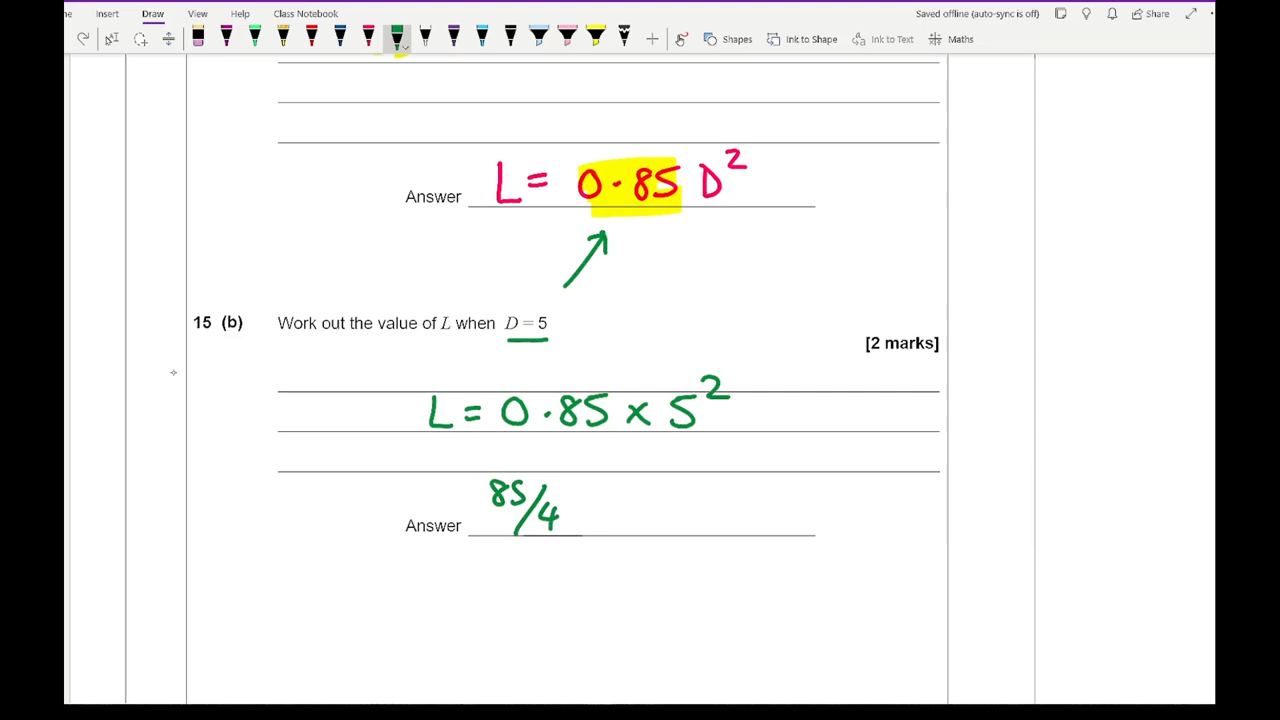 me Insert Draw View Help Class Notebook Saved offline (auto-sync is off) Share
Shapes Ink to Shape Ink to Text Maths
Answer L = 0.85 D²
15 (b) Work out the value of L when D = 5
[2 marks]
L = 0.85 × 5²
Answer 85/4